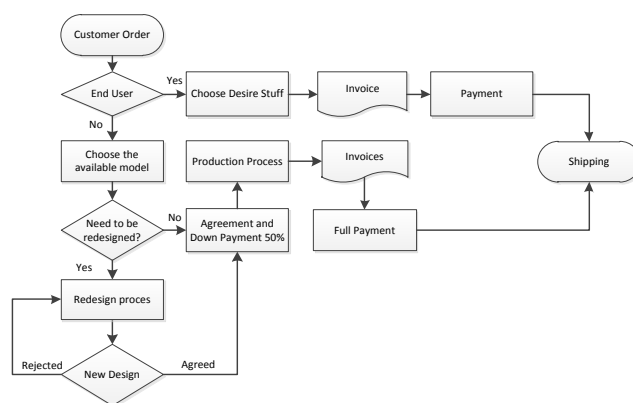 Customer Order
End User
Yes
Choose Desire Stuff
Invoice
Payment
No
Choose the
available model
Production Process
Invoices
Shipping
Need to be
redesigned?
No
Agreement and
Down Payment 50%
Full Payment
Yes
Redesign proces
Rejected
New Design
Agreed